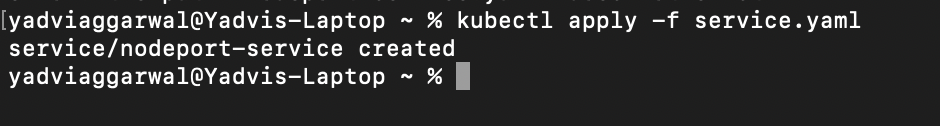 [yadviaggarwal@Yadvis-Laptop ~ % kubectl apply -f service.yaml
service/nodeport-service created
yadviaggarwal@Yadvis-Laptop ~ %